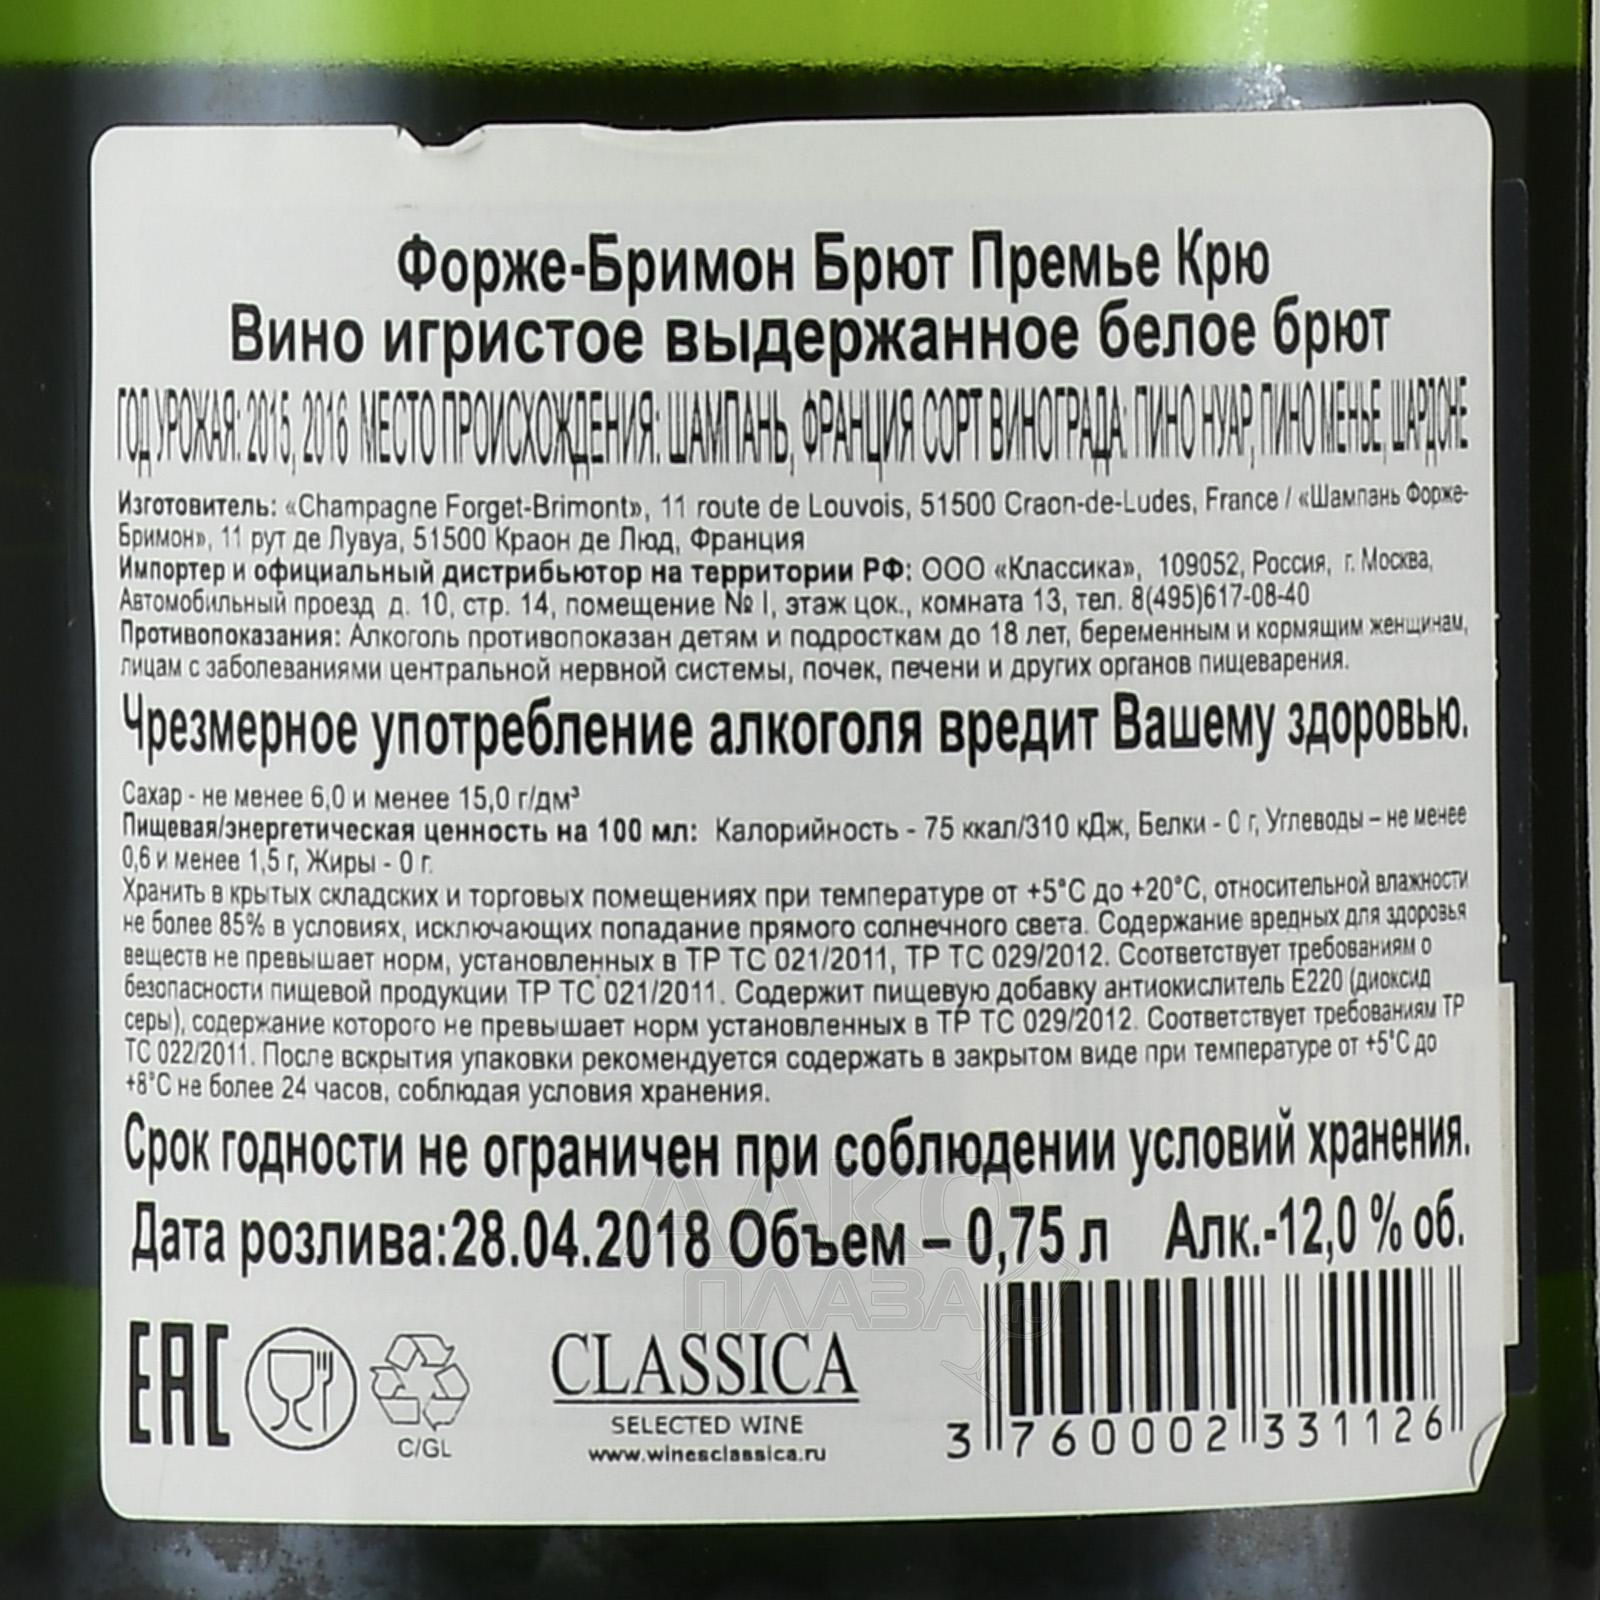 Форже-Бримон Брют Премье Крю
Вино игристое выдержанное белое брют
ГОД УРОЖАЯ: 2015, 2016 МЕСТО ПРОИСХОЖДЕНИЯ: ШАМПАНЬ, ФРАНЦИЯ СОРТ ВИНОГРАДА: ПИНО НУАР, ПИНО МЕНЬЕ, ШАРДОНЕ
Изготовитель: «Champagne Forget-Brimont», 11 route de Louvois, 51500 Craon-de-Ludes, France / «Шампань Форже-
Бримон», 11 рут де Лувуа, 51500 Краон де Люд, Франция
Импортер и официальный дистрибьютор на территории РФ: ООО «Классика», 109052, Россия, г. Москва,
Автомобильный проезд д. 10, стр. 14, помещение № I, этаж цок., комната 13, тел. 8(495)617-08-40
Противопоказания: Алкоголь противопоказан детям и подросткам до 18 лет, беременным и кормящим женщинам,
лицам с заболеваниями центральной нервной системы, почек, печени и других органов пищеварения.
Чрезмерное употребление алкоголя вредит Вашему здоровью.
Сахар - не менее 6,0 и менее 15,0 г/дм³
Пищевая/энергетическая ценность на 100 мл: Калорийность - 75 ккал/310 кДж, Белки - 0 г, Углеводы – не менее
0,6 и менее 1,5 г, Жиры - 0 г.
Хранить в крытых складских и торговых помещениях при температуре от +5°С до +20°С, относительной влажности
не более 85% в условиях, исключающих попадание прямого солнечного света. Содержание вредных для здоровья
веществ не превышает норм, установленных в ТР ТС 021/2011, ТР ТС 029/2012. Соответствует требованиям о
безопасности пищевой продукции ТР ТС 021/2011. Содержит пищевую добавку антиокислитель Е220 (диоксид
серы), содержание которого не превышает норм установленных в ТР ТС 029/2012. Соответствует требованиям ТР
ТС 022/2011. После вскрытия упаковки рекомендуется содержать в закрытом виде при температуре от +5°С до
+8°С не более 24 часов, соблюдая условия хранения.
Срок годности не ограничен при соблюдении условий хранения.
Дата розлива:28.04.2018 Объем – 0,75 л Алк.-12,0 % об.
АЛКО
ПЛАЗА.ru
EAC
C/GL
CLASSICA
SELECTED WINE
www.winesclassica.ru
3 760002 331126